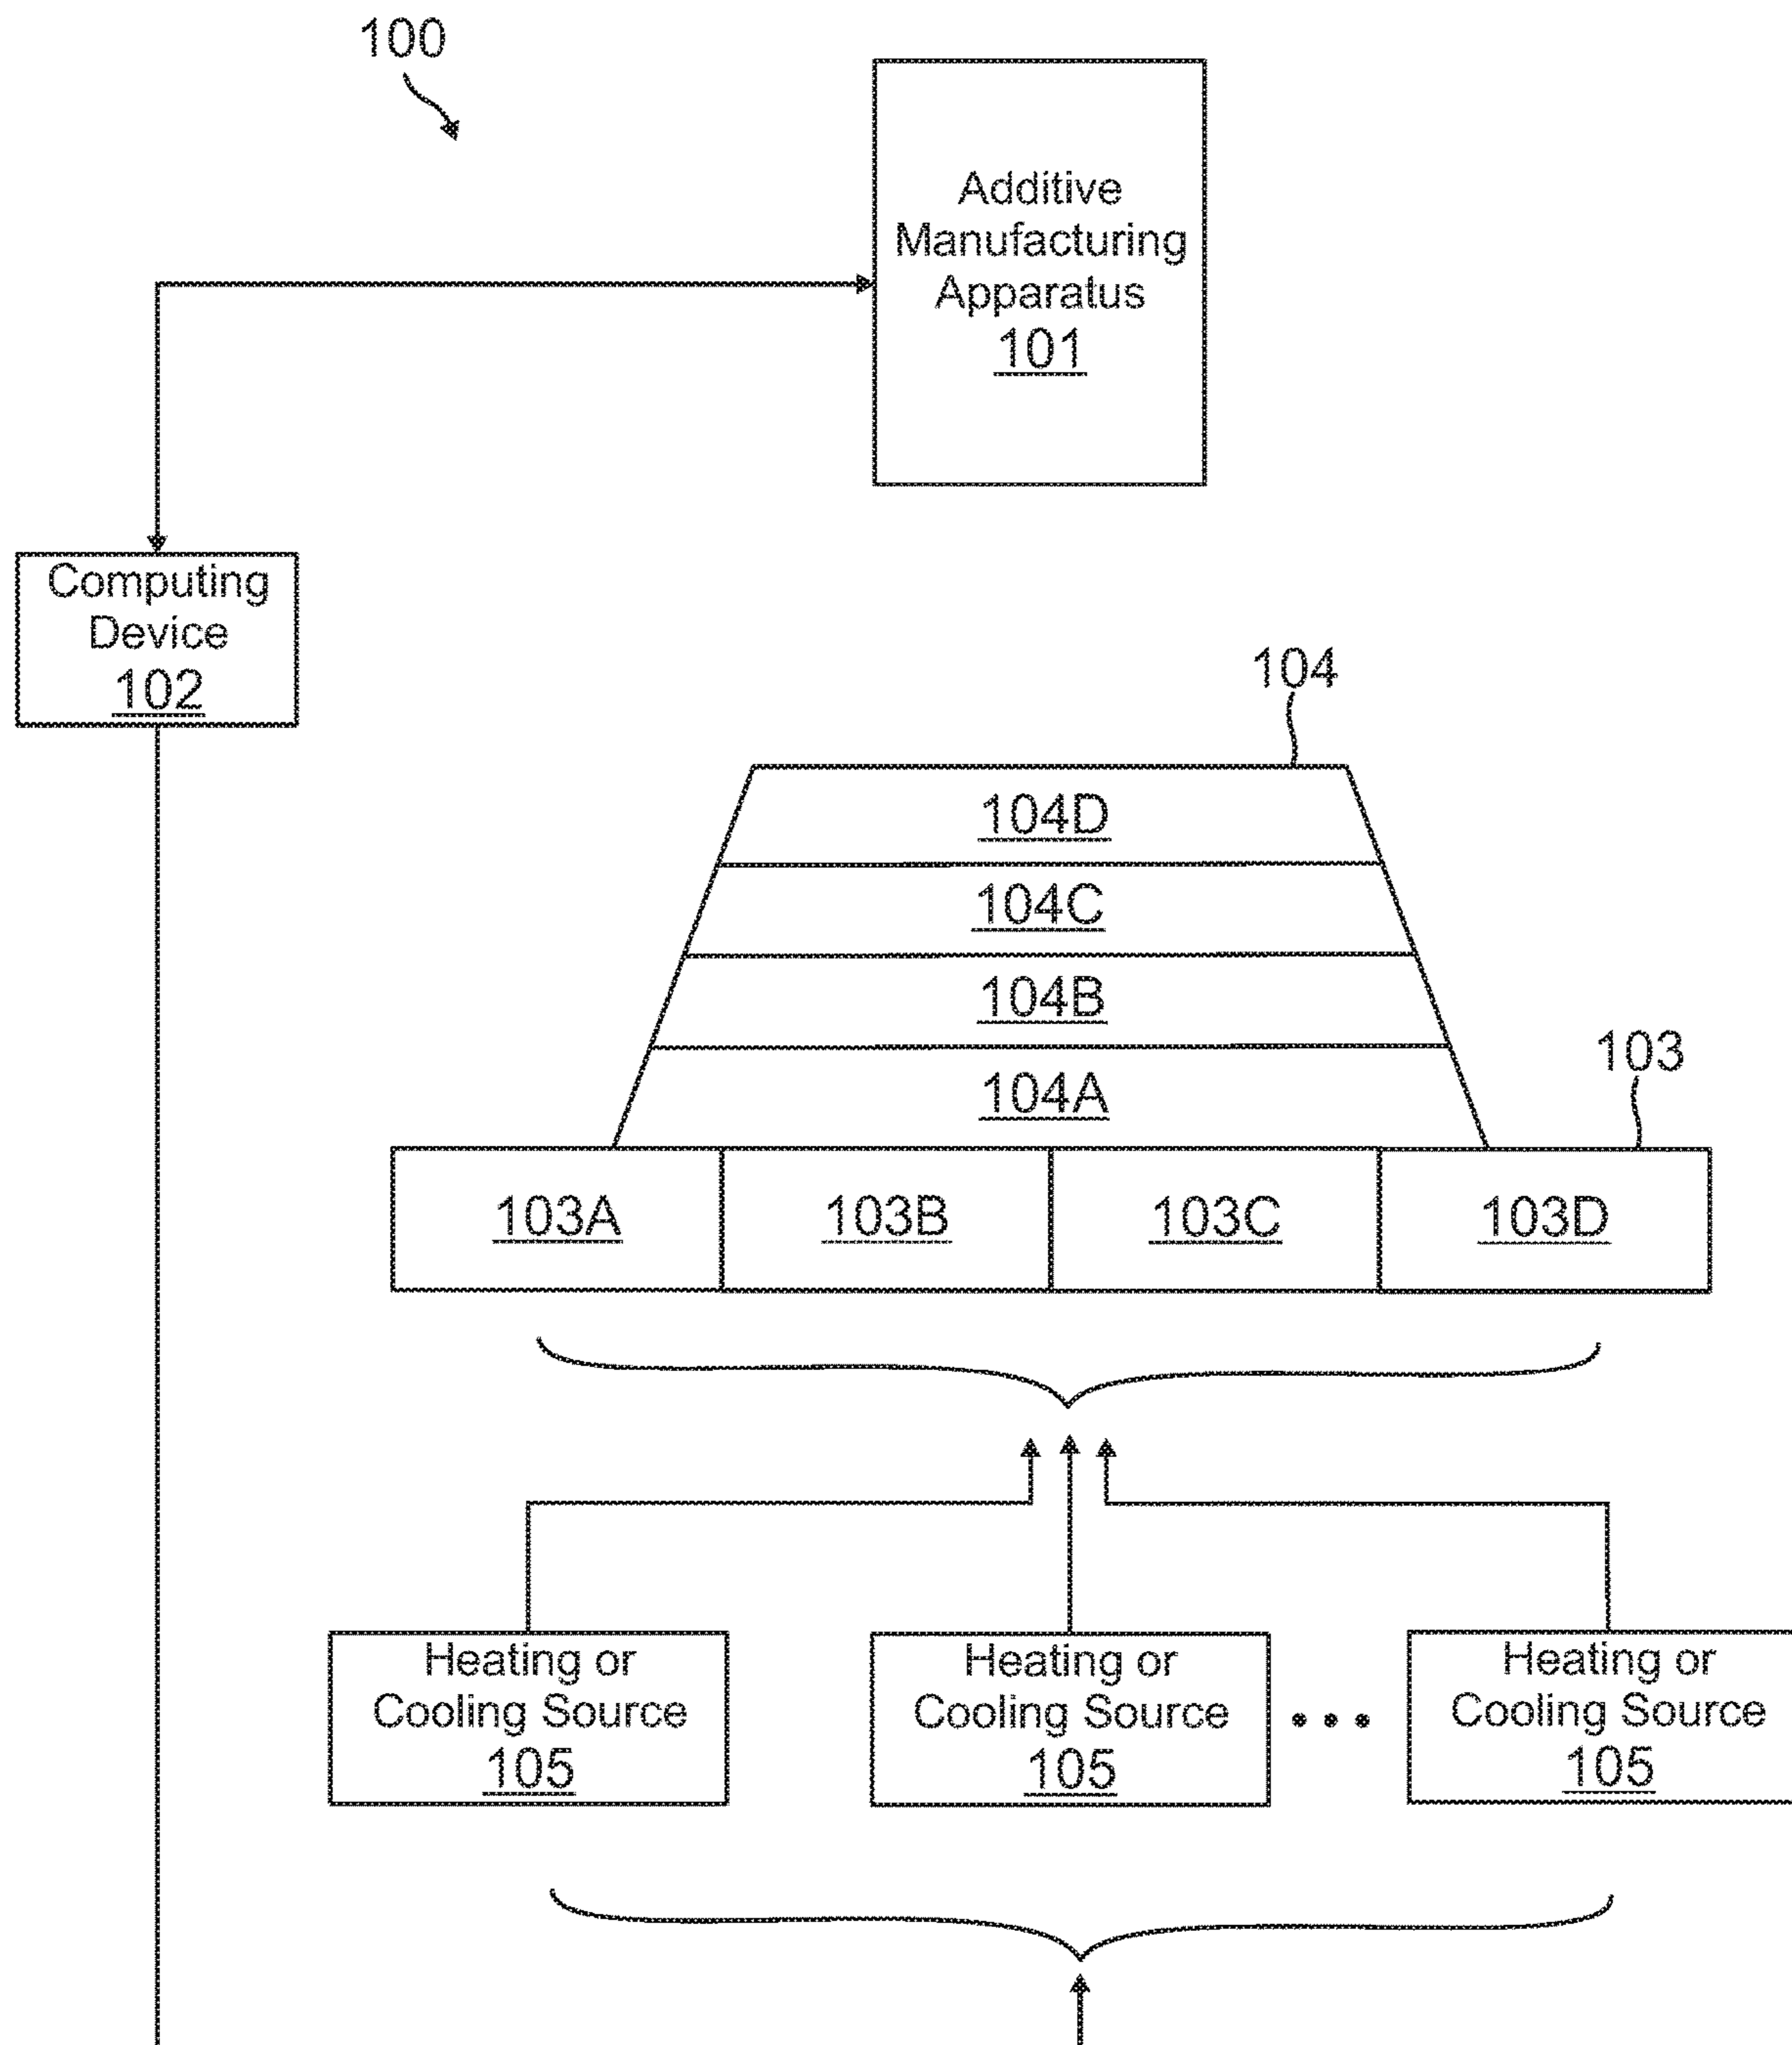 100
Additive
Manufacturing
Apparatus
101
Computing
Device
102
104
104D
104C
104B
104A
103
103A 103B 103C 103D
Heating or
Cooling Source
105
Heating or
Cooling Source
105
Heating or
Cooling Source
105